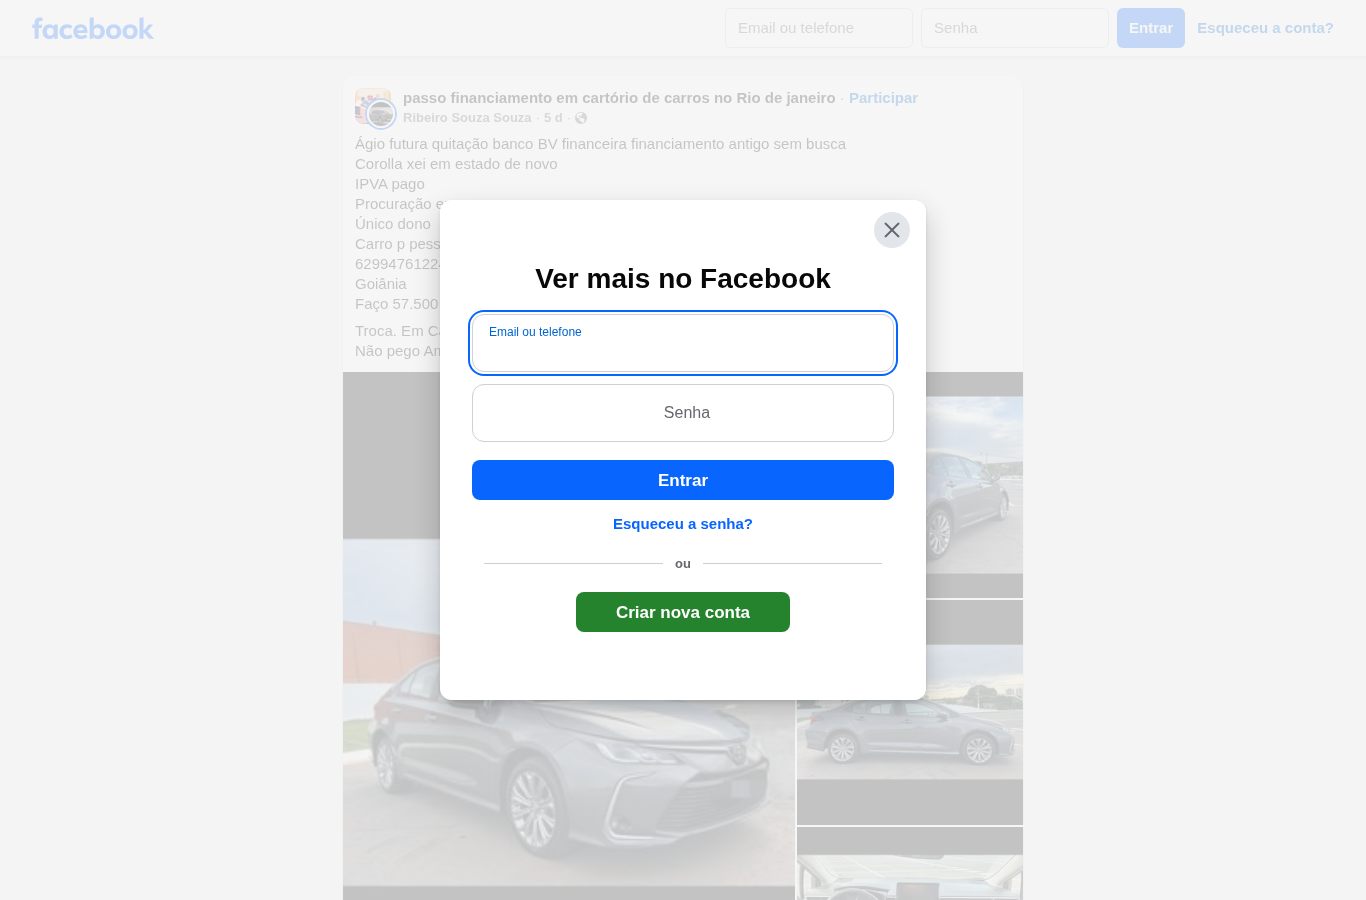 facebook
Email ou telefone
Senha
Entrar
Esqueceu a conta?
passo financiamento em cartório de carros no Rio de janeiro · Participar
Ribeiro Souza Souza · 5 d ·
Ágio futura quitação banco BV financeira financiamento antigo sem busca
Corolla xei em estado de novo
IPVA pago
Procuração
Único dono
Carro p
62994761224
Goiânia
Faço 57.500
Troca. Em
Não pego
Ver mais no Facebook
Email ou telefone
Senha
Entrar
Esqueceu a senha?
ou
Criar nova conta